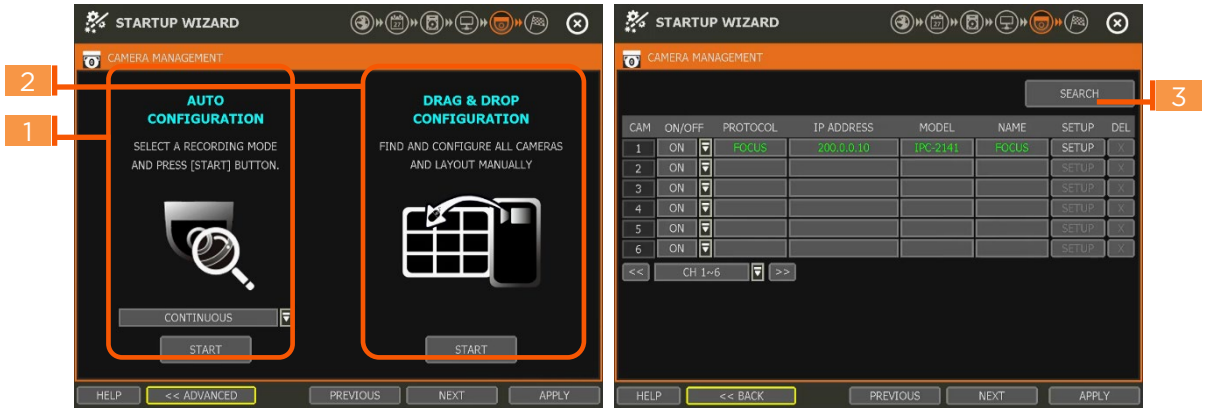 STARTUP WIZARD
CAMERA MANAGEMENT
2
1
AUTO
CONFIGURATION
SELECT A RECORDING MODE
AND PRESS [START] BUTTON.
CONTINUOUS
START
DRAG & DROP
CONFIGURATION
FIND AND CONFIGURE ALL CAMERAS
AND LAYOUT MANUALLY
START
HELP << ADVANCED PREVIOUS NEXT APPLY
STARTUP WIZARD
CAMERA MANAGEMENT
SEARCH
3
CAM ON/OFF PROTOCOL IP ADDRESS MODEL NAME SETUP DEL
1 ON FOCUS 200.0.0.10 IPC-2141 FOCUS SETUP X
2 ON SETUP X
3 ON SETUP X
4 ON SETUP X
5 ON SETUP X
6 ON SETUP X
<< CH 1~6 >>
HELP << BACK PREVIOUS NEXT APPLY